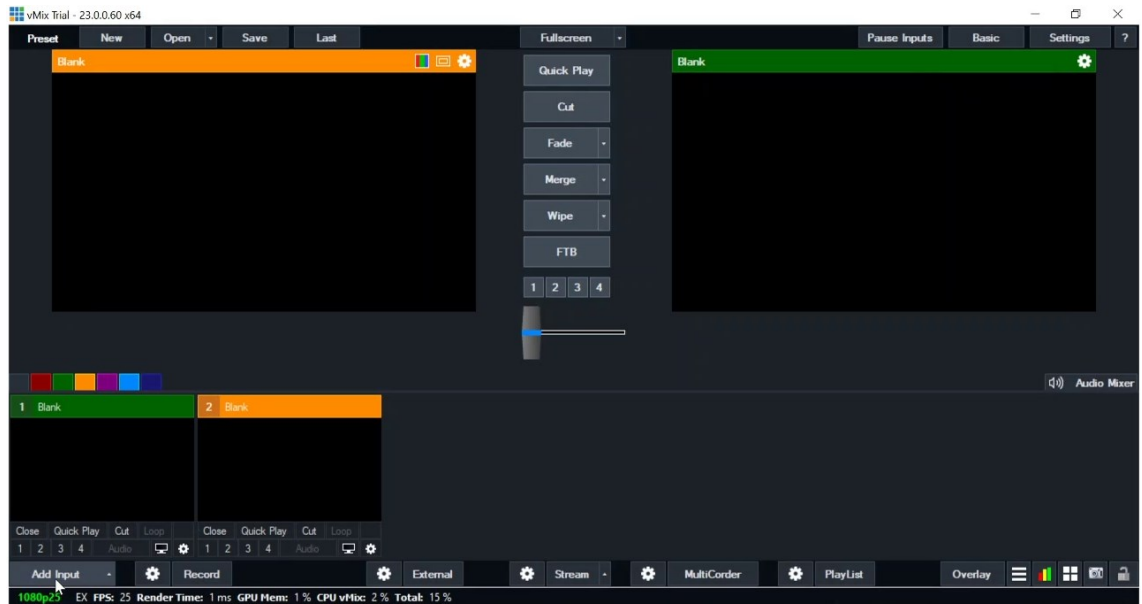 vMix Trial - 23.0.0.60 x64
Preset New Open Save Last Fullscreen Pause Inputs Basic Settings ?
Blank Blank
Quick Play
Cut
Fade
Merge
Wipe
FTB
1 2 3 4
Audio Mixer
1 Blank 2 Blank
Close Quick Play Cut Loop Close Quick Play Cut Loop
1 2 3 4 Audio 1 2 3 4 Audio
Add Input Record External Stream MultiCorder PlayList Overlay
1080p25 EX FPS: 25 Render Time: 1 ms GPU Mem: 1 % CPU vMix: 2 % Total: 15 %